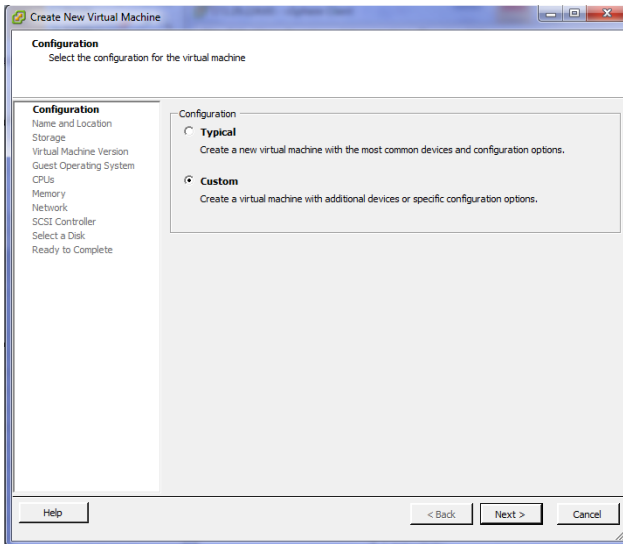 Create New Virtual Machine
Configuration
Select the configuration for the virtual machine
Configuration
Name and Location
Storage
Virtual Machine Version
Guest Operating System
CPUs
Memory
Network
SCSI Controller
Select a Disk
Ready to Complete
Configuration
Typical
Create a new virtual machine with the most common devices and configuration options.
Custom
Create a virtual machine with additional devices or specific configuration options.
Help
< Back
Next >
Cancel